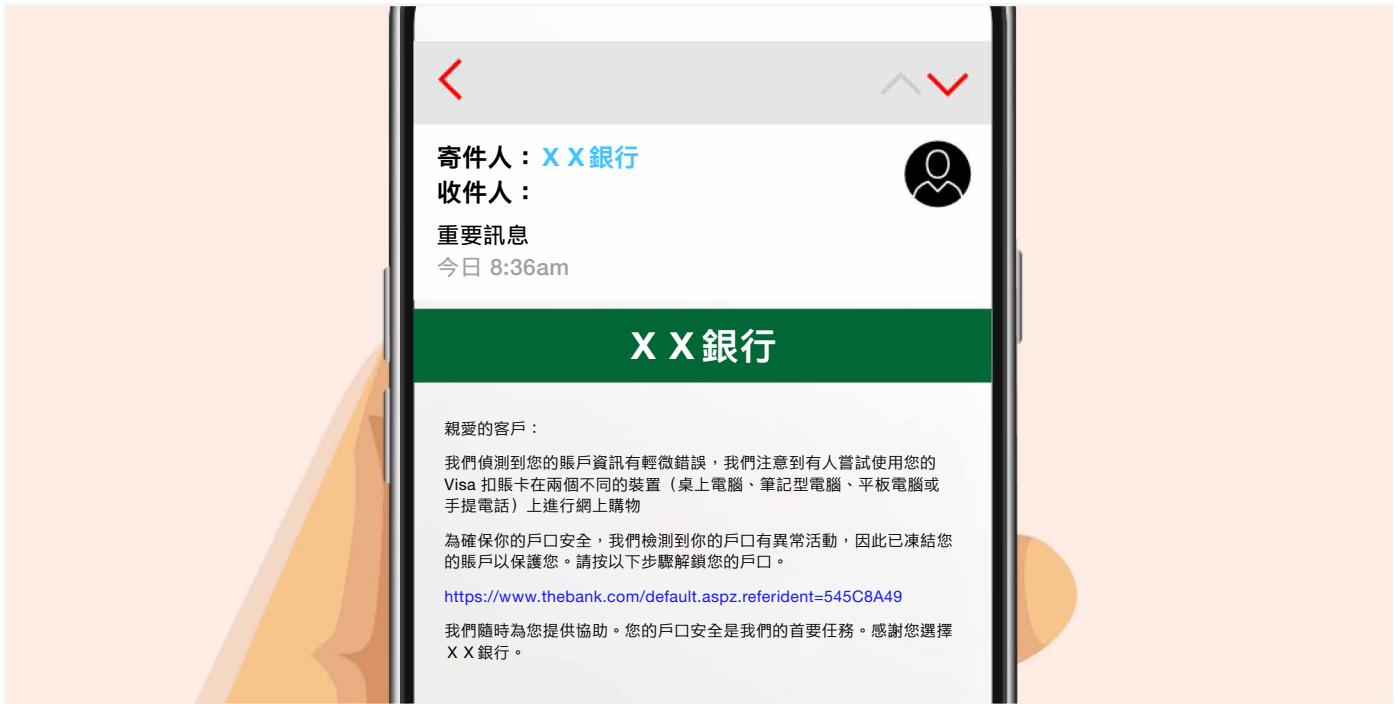 寄件人：X X 銀行
收件人：
重要訊息
今日 8:36am
X X 銀行
親愛的客戶：
我們偵測到您的賬戶資訊有輕微錯誤，我們注意到有人嘗試使用您的
Visa 扣賬卡在兩個不同的裝置（桌上電腦、筆記型電腦、平板電腦或
手提電話）上進行網上購物
為確保你的戶口安全，我們檢測到你的戶口有異常活動，因此已凍結您
的賬戶以保護您。請按以下步驟解鎖您的戶口。
https://www.thebank.com/default.aspz.referident=545C8A49
我們隨時為您提供協助。您的戶口安全是我們的首要任務。感謝您選擇
X X 銀行。